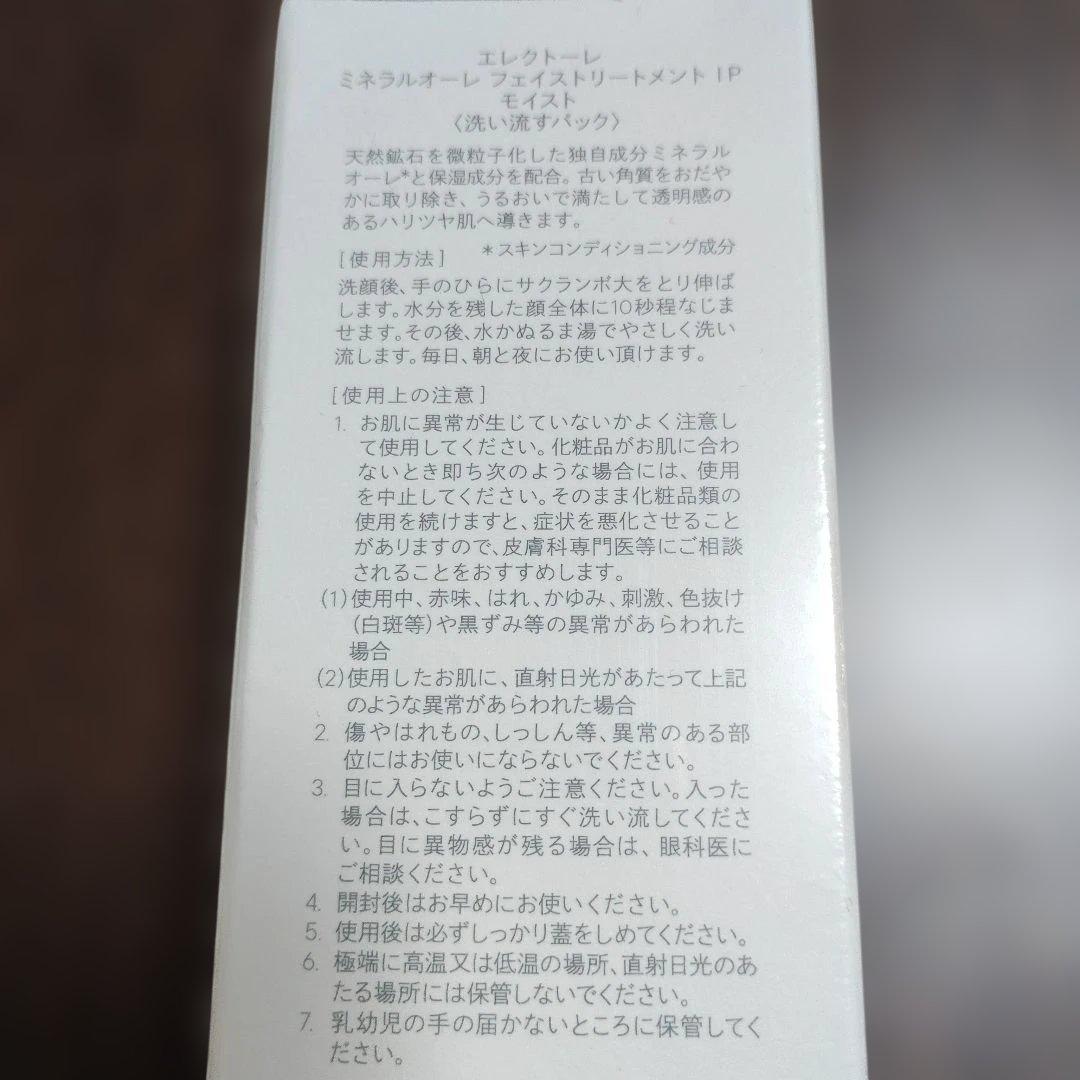 エレクトーレ
ミネラルオーレ フェイストリートメント IP
モイスト
〈洗い流すパック〉
天然鉱石を微粒子化した独自成分ミネラル
オーレ*と保湿成分を配合。古い角質をおだや
かに取り除き、うるおいで満たして透明感の
あるハリツヤ肌へ導きます。
*スキンコンディショニング成分
[使用方法]
洗顔後、手のひらにサクランボ大をとり伸ば
します。水分を残した顔全体に10秒程なじま
せます。その後、水かぬるま湯でやさしく洗い
流します。毎日、朝と夜にお使い頂けます。
[使用上の注意]
1. お肌に異常が生じていないかよく注意し
て使用してください。化粧品がお肌に合わ
ないとき即ち次のような場合には、使用
を中止してください。そのまま化粧品類の
使用を続けますと、症状を悪化させること
がありますので、皮膚科専門医等にご相談
されることをおすすめします。
(1)使用中、赤味、はれ、かゆみ、刺激、色抜け
(白斑等)や黒ずみ等の異常があらわれた
場合
(2)使用したお肌に、直射日光があたって上記
のような異常があらわれた場合
2. 傷やはれもの、しっしん等、異常のある部
位にはお使いにならないでください。
3. 目に入らないようご注意ください。入った
場合は、こすらずにすぐ洗い流してくださ
い。目に異物感が残る場合は、眼科医に
ご相談ください。
4. 開封後はお早めにお使いください。
5. 使用後は必ずしっかり蓋をしめてください。
6. 極端に高温又は低温の場所、直射日光のあ
たる場所には保管しないでください。
7. 乳幼児の手の届かないところに保管してく
ださい。